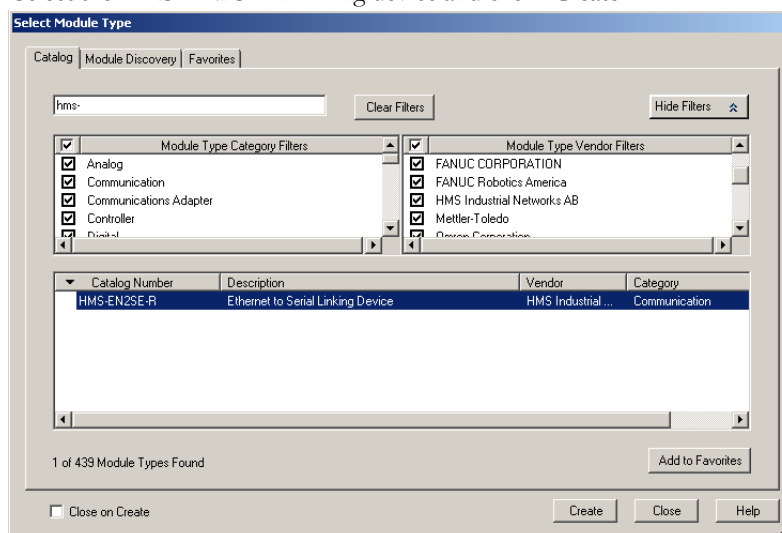 Select Module Type
Catalog Module Discovery Favorites
hms- Clear Filters Hide Filters
Module Type Category Filters Module Type Vendor Filters
Analog FANUC CORPORATION
Communication FANUC Robotics America
Communications Adapter HMS Industrial Networks AB
Controller Mettler-Toledo
Digital Omron Corporation
Catalog Number Description Vendor Category
HMS-EN2SE-R Ethernet to Serial Linking Device HMS Industrial ... Communication
1 of 439 Module Types Found Add to Favorites
Close on Create Create Close Help